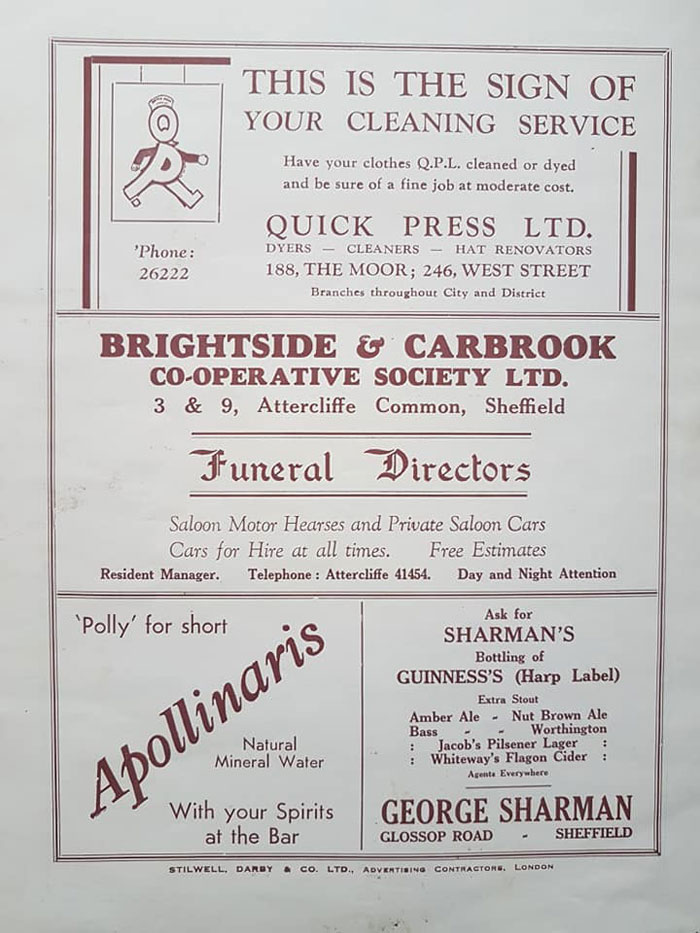 THIS IS THE SIGN OF
YOUR CLEANING SERVICE
Q
P
Have your clothes Q.P.L. cleaned or dyed
and be sure of a fine job at moderate cost.
QUICK PRESS LTD.
DYERS — CLEANERS — HAT RENOVATORS
'Phone:
26222
188, THE MOOR; 246, WEST STREET
Branches throughout City and District
BRIGHTSIDE & CARBROOK
CO-OPERATIVE SOCIETY LTD.
3 & 9, Attercliffe Common, Sheffield
Funeral Directors
Saloon Motor Hearses and Private Saloon Cars
Cars for Hire at all times. Free Estimates
Resident Manager. Telephone : Attercliffe 41454. Day and Night Attention
'Polly' for short
Apollinaris
Natural
Mineral Water
With your Spirits
at the Bar
Ask for
SHARMAN'S
Bottling of
GUINNESS'S (Harp Label)
Extra Stout
Amber Ale - Nut Brown Ale
Bass - - Worthington
: Jacob's Pilsener Lager :
: Whiteway's Flagon Cider :
Agents Everywhere
GEORGE SHARMAN
GLOSSOP ROAD - SHEFFIELD
STILWELL, DARBY & CO. LTD., ADVERTISING CONTRACTORS, LONDON